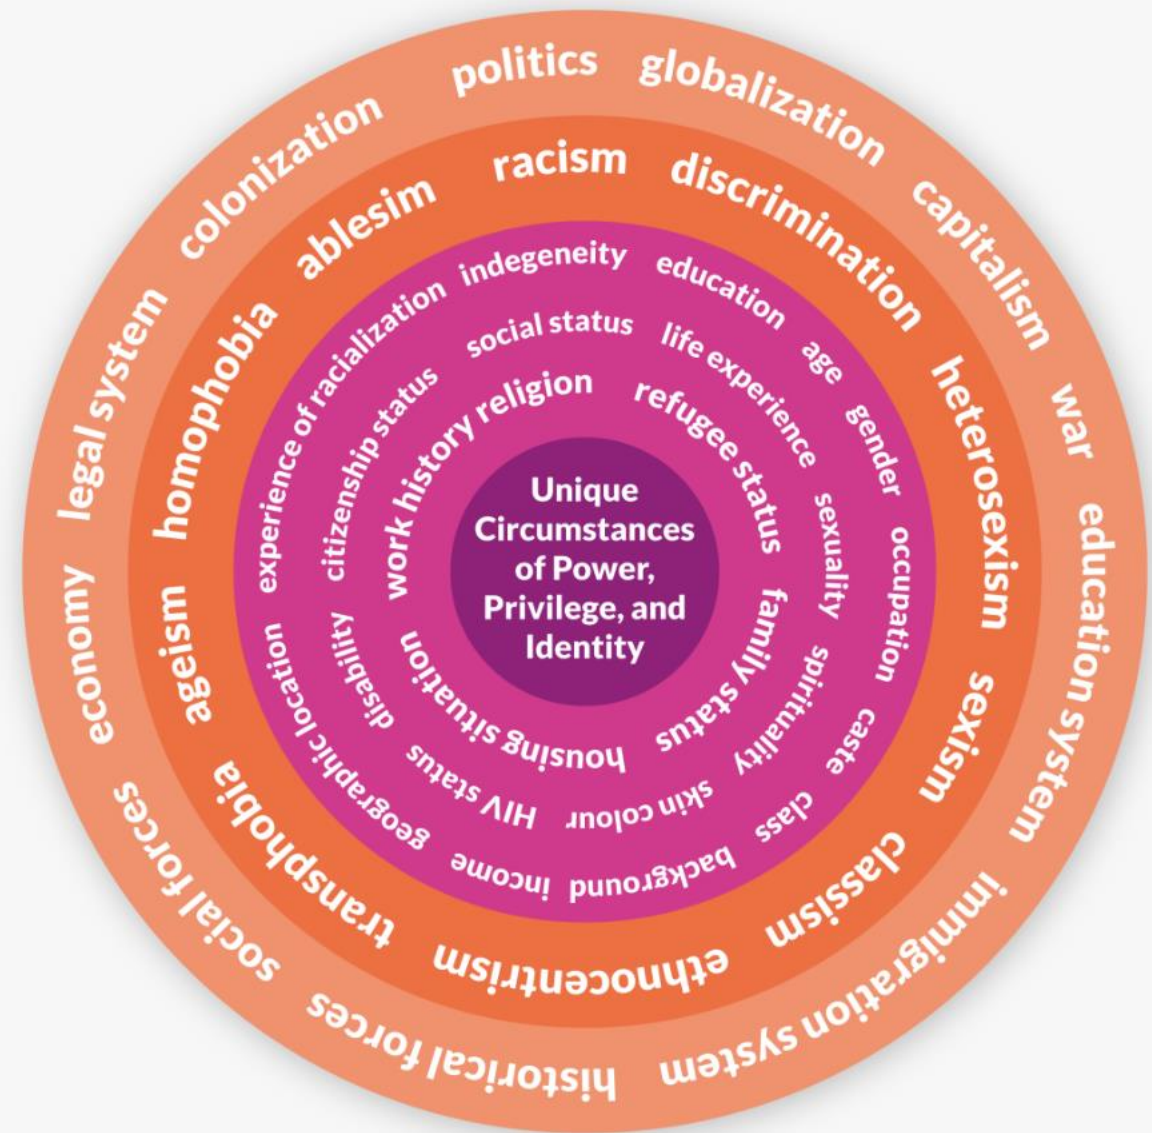 politics
globalization
capitalism
war
education system
immigration system
historical forces
social forces
economy
legal system
colonization
racism
discrimination
heterosexism
sexism
classism
ethnocentrism
transphobia
ageism
homophobia
ablesim
indegeneity
education
age
gender
occupation
caste
class
background
income
geographic location
experience of racialization
social status
life experience
sexuality
spirituality
skin colour
HIV status
disability
citizenship status
religion
refugee status
family status
housing situation
work history
Unique
Circumstances
of Power,
Privilege, and
Identity